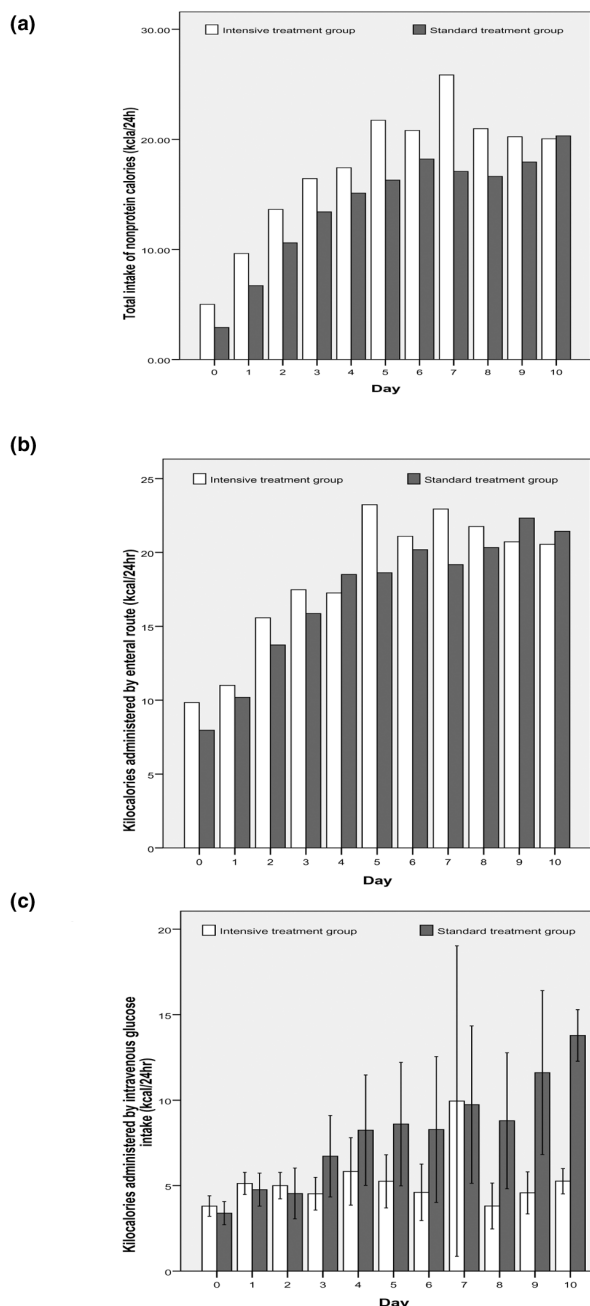 (a)
30.00
Intensive treatment group
Standard treatment group
Total intake of nonprotein calories (kcla/24h)
20.00
10.00
0.00
0 1 2 3 4 5 6 7 8 9 10
Day
(b)
25
Intensive treatment group
Standard treatment group
Kilocalories administered by enteral route (kcal/24hr)
20
15
10
5
0
0 1 2 3 4 5 6 7 8 9 10
Day
(c)
20
Intensive treatment group
Standard treatment group
Kilocalories administered by intravenous glucose
intake (kcal/24hr)
15
10
5
0
0 1 2 3 4 5 6 7 8 9 10
Day